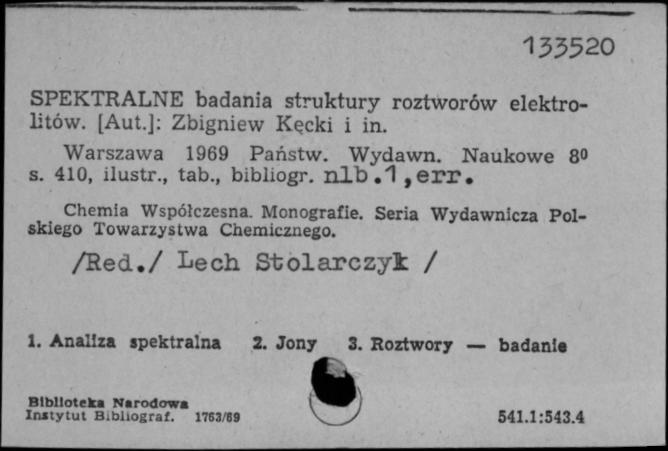 133520
SPEKTRALNE badania struktury roztworów elektro-
litów. [Aut.]: Zbigniew Kęcki i in.
Warszawa 1969 Państw. Wydawn. Naukowe 8⁰
s. 410, ilustr., tab., bibliogr. nlb.1,err.
Chemia Współczesna. Monografie. Seria Wydawnicza Pol-
skiego Towarzystwa Chemicznego.
/Red./ Lech Stolarczyk /
1. Analiza spektralna 2. Jony 3. Roztwory — badanie
Biblioteka Narodowa
Instytut Bibliograf. 1763/69
541.1:543.4